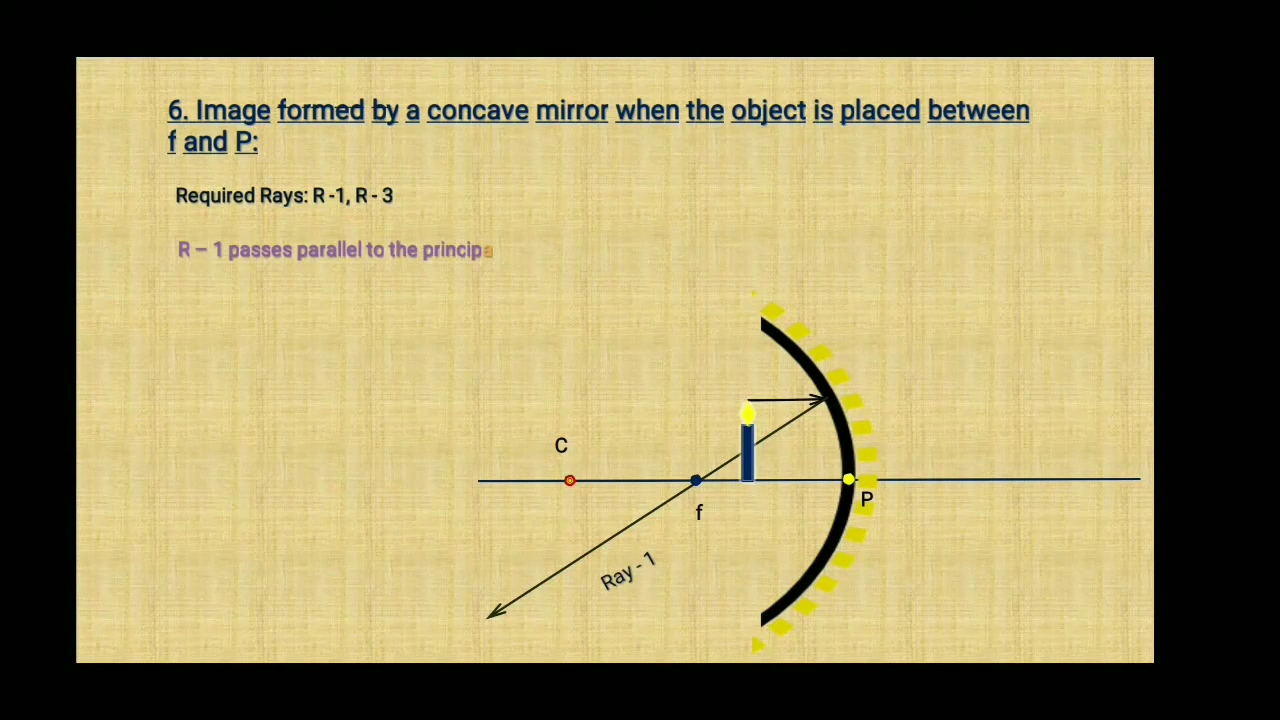 6. Image formed by a concave mirror when the object is placed between
f and P:
Required Rays: R -1, R - 3
R – 1 passes parallel to the principa
C
f
P
Ray - 1